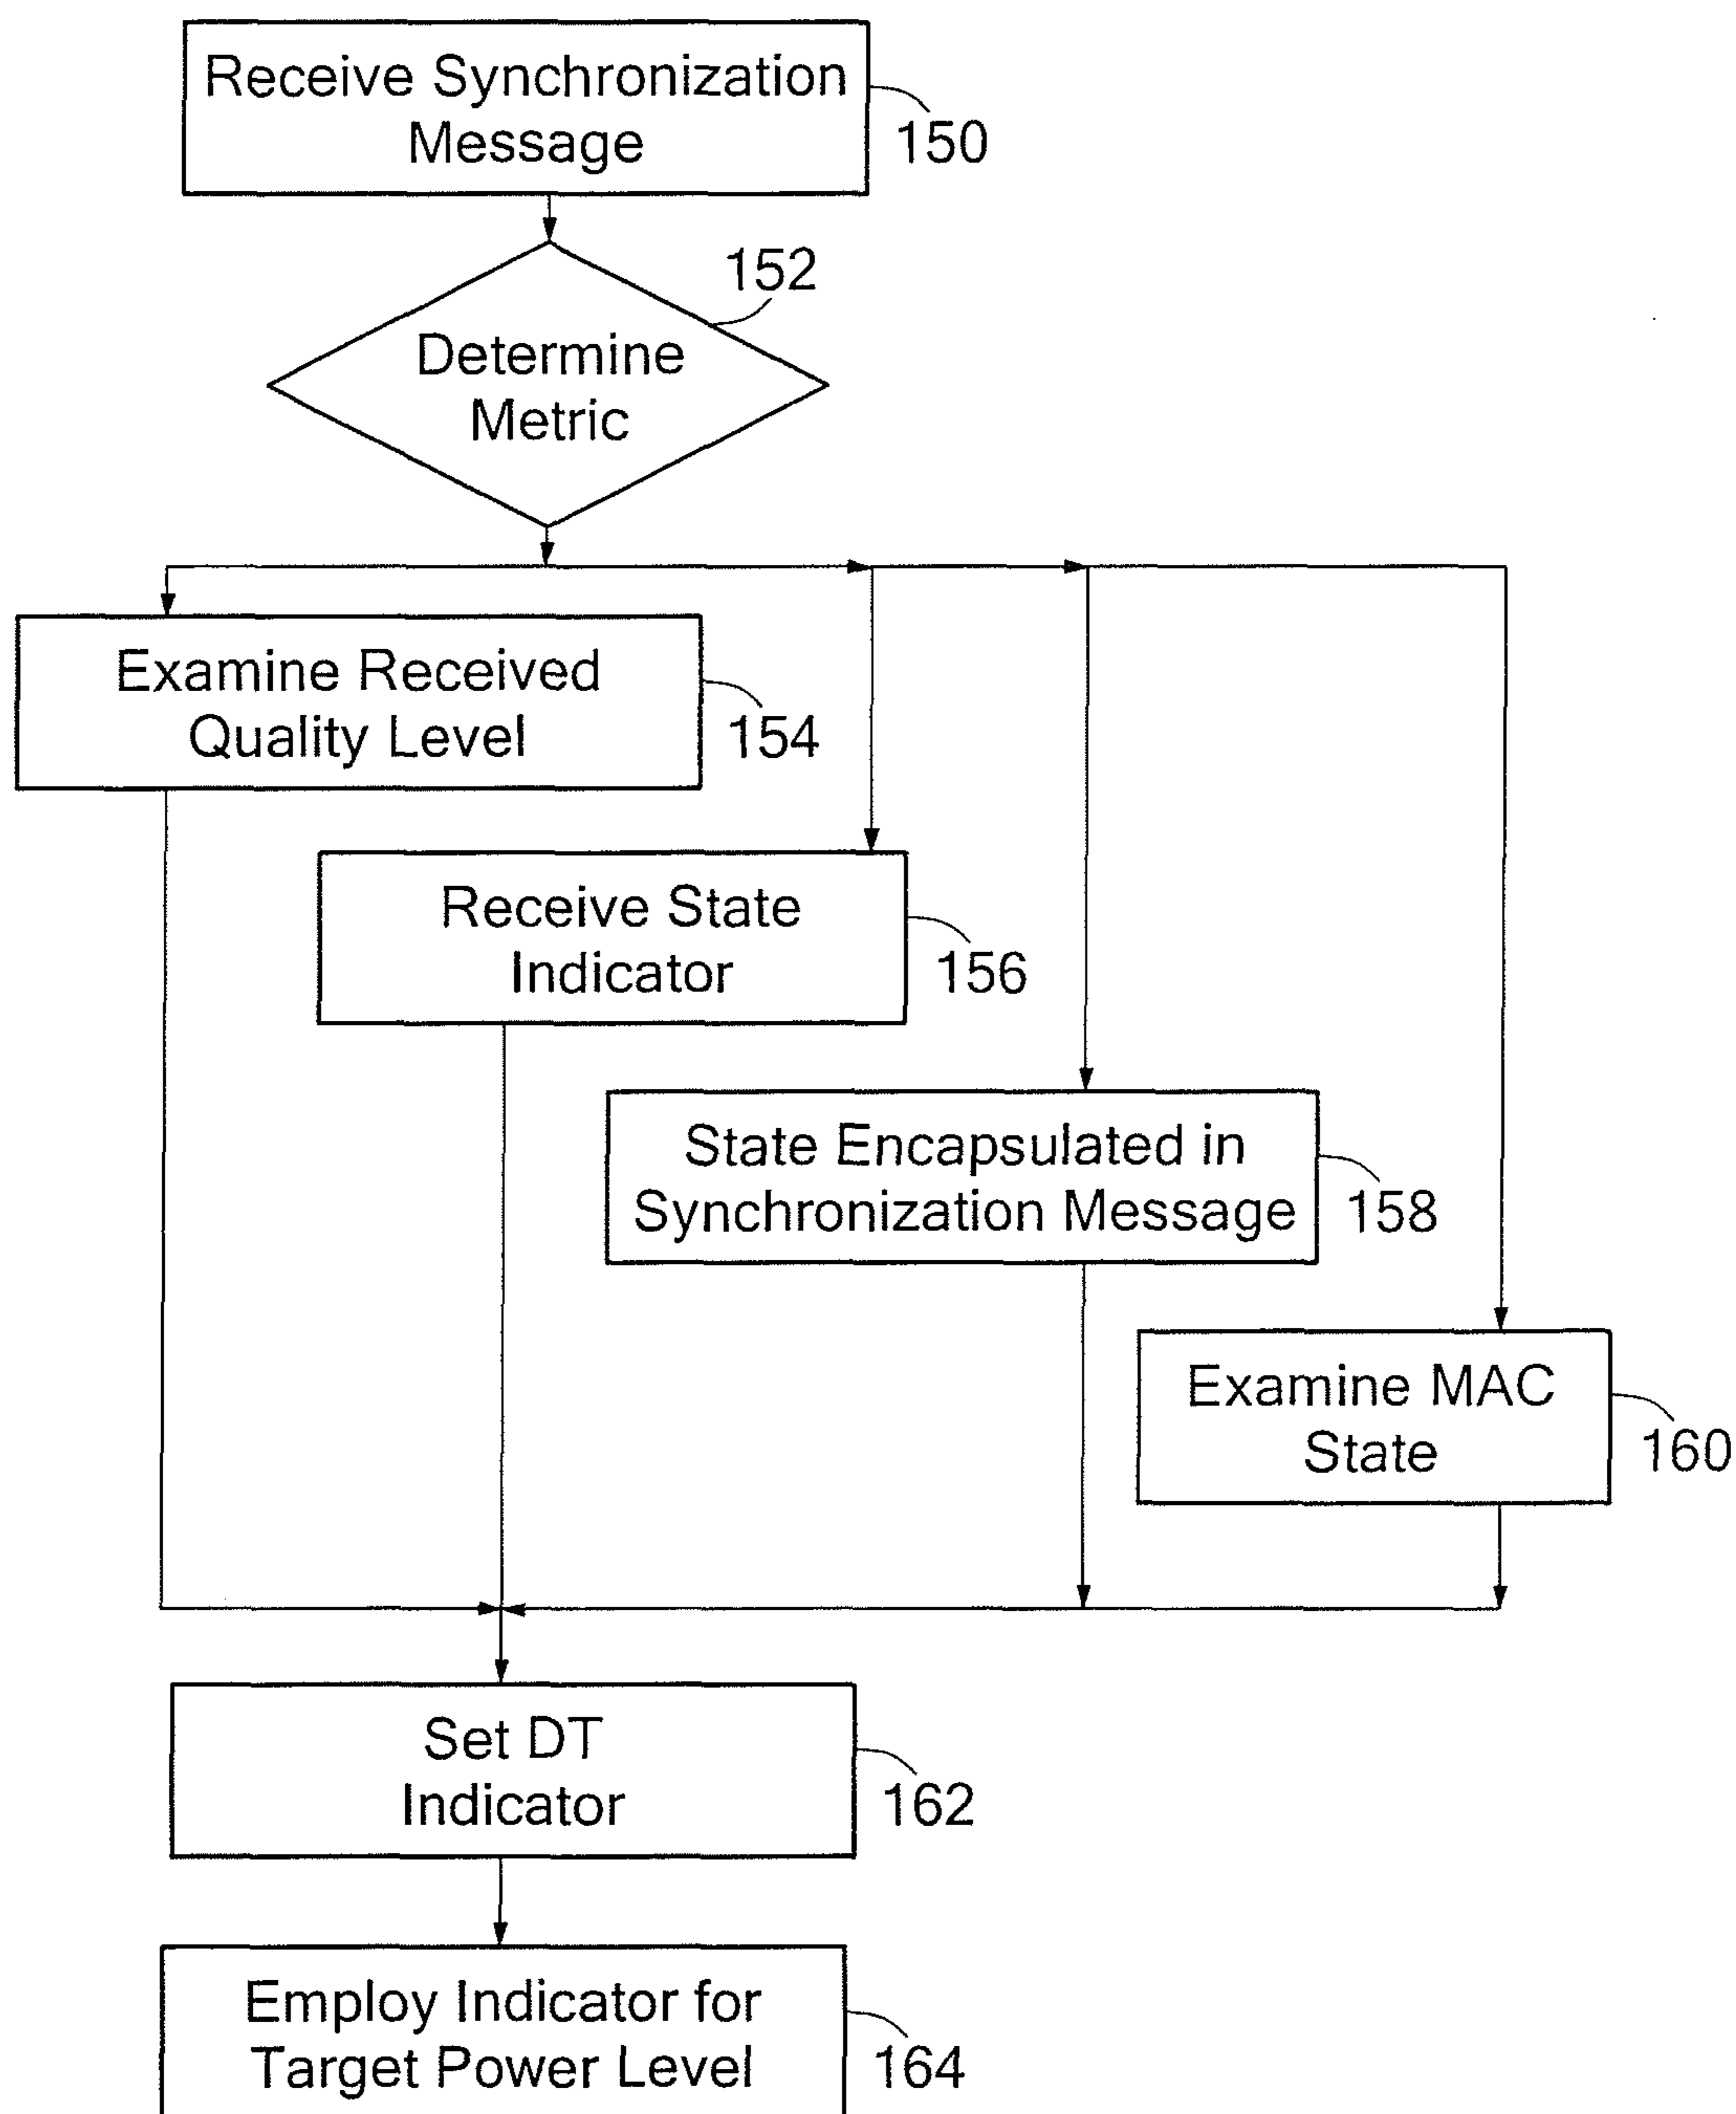 Receive Synchronization
Message
150
152
Determine
Metric
Examine Received
Quality Level
154
Receive State
Indicator
156
State Encapsulated in
Synchronization Message
158
Examine MAC
State
160
Set DT
Indicator
162
Employ Indicator for
Target Power Level
164